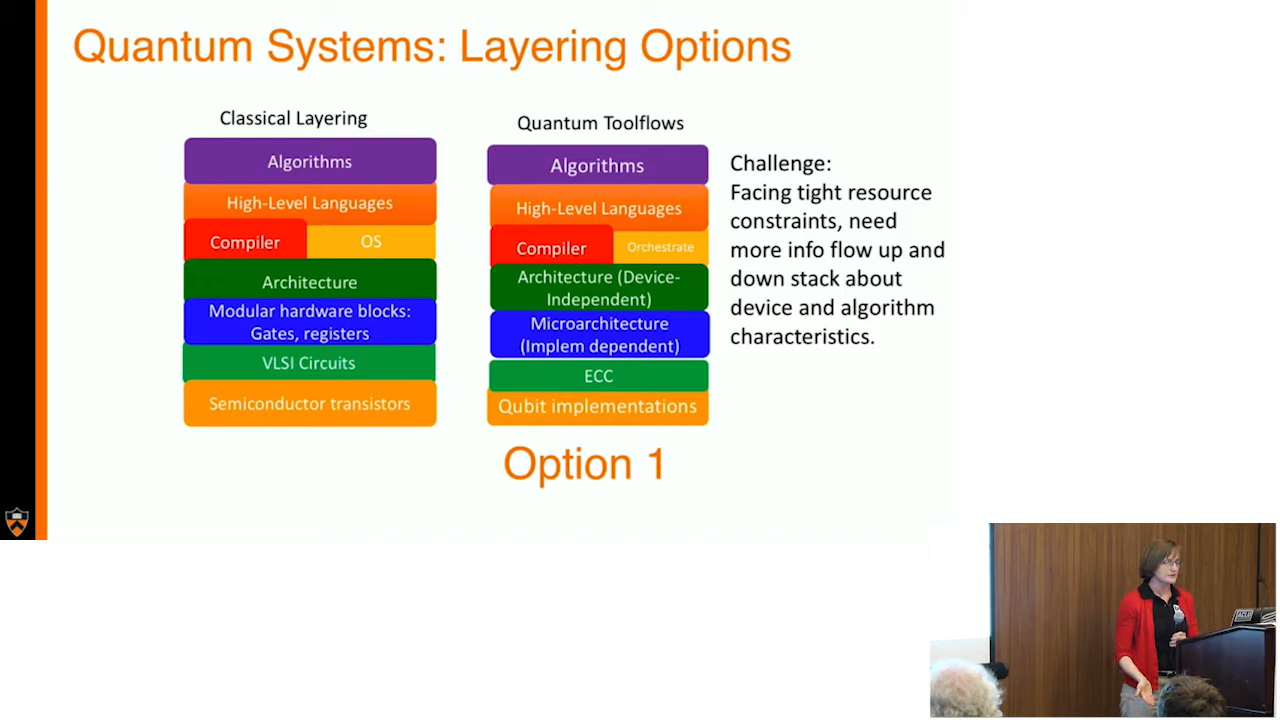 Quantum Systems: Layering Options
Classical Layering
Algorithms
High-Level Languages
Compiler
OS
Architecture
Modular hardware blocks:
Gates, registers
VLSI Circuits
Semiconductor transistors
Quantum Toolflows
Algorithms
High-Level Languages
Compiler
Orchestrate
Architecture (Device-
Independent)
Microarchitecture
(Implem dependent)
ECC
Qubit implementations
Challenge:
Facing tight resource
constraints, need
more info flow up and
down stack about
device and algorithm
characteristics.
Option 1